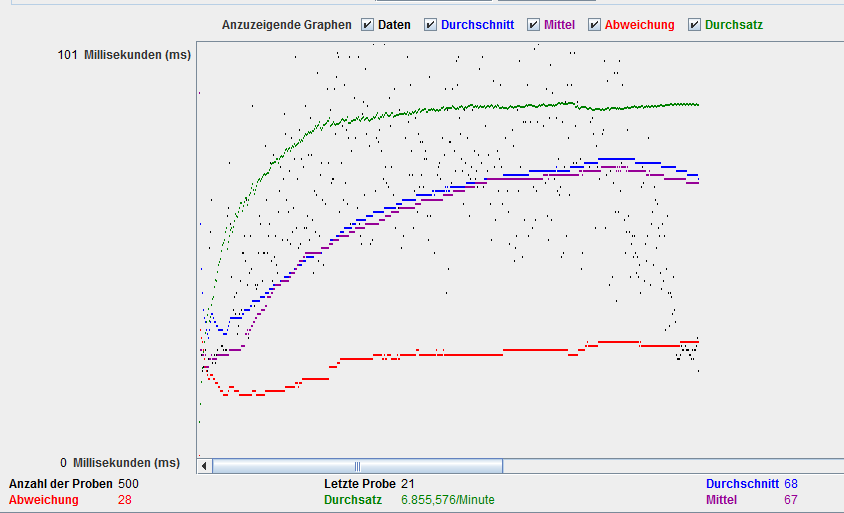 Anzuzeigende Graphen Daten Durchschnitt Mittel Abweichung Durchsatz
101 Millisekunden (ms)
0 Millisekunden (ms)
Anzahl der Proben 500 Letzte Probe 21 Durchschnitt 68
Abweichung 28 Durchsatz 6.855,576/Minute Mittel 67